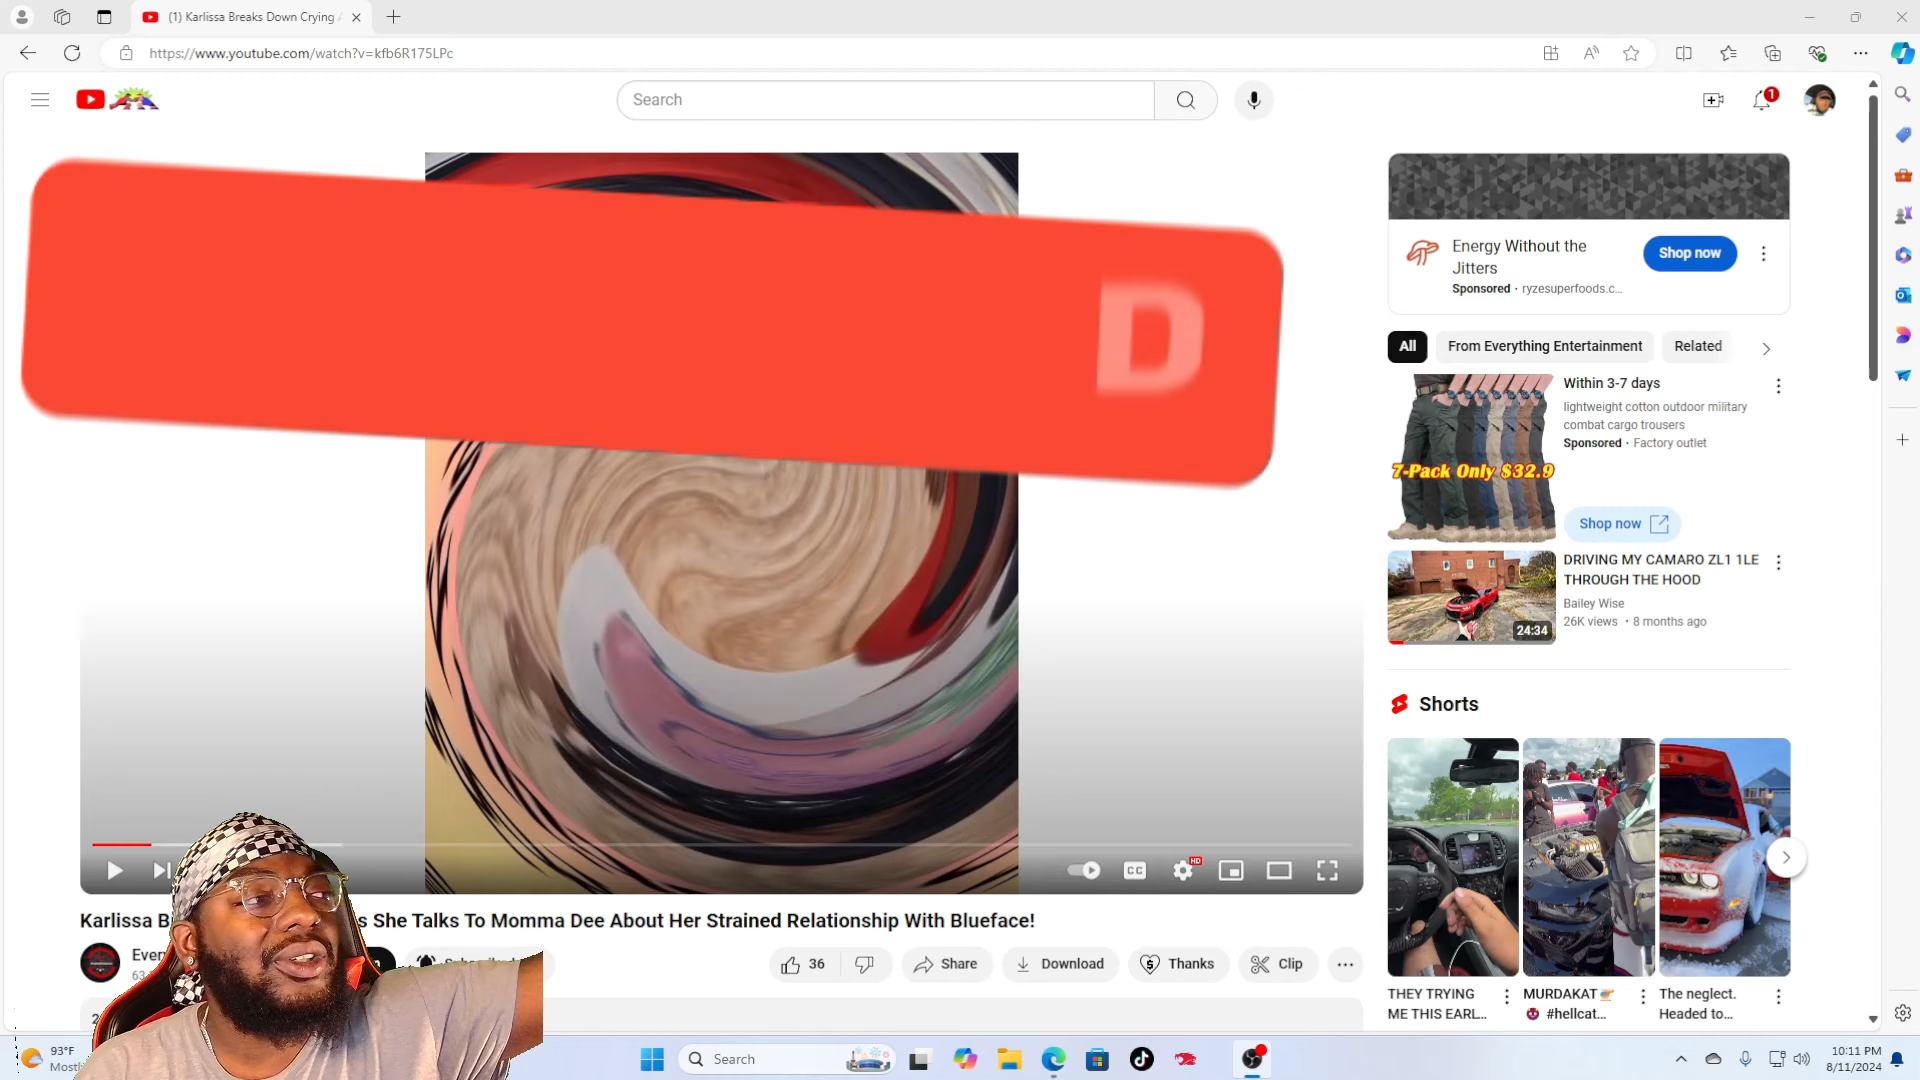 (1) Karlissa Breaks Down Crying
https://www.youtube.com/watch?v=kfb6R175LPc
Search
1
D
Energy Without the
Jitters
Shop now
Sponsored · ryzesuperfoods.c...
All
From Everything Entertainment
Related
Within 3-7 days
lightweight cotton outdoor military
combat cargo trousers
Sponsored · Factory outlet
7-Pack Only $32.9
Shop now
DRIVING MY CAMARO ZL1 1LE
THROUGH THE HOOD
Bailey Wise
26K views · 8 months ago
24:34
Shorts
CC
HD
Karlissa B s She Talks To Momma Dee About Her Strained Relationship With Blueface!
36
Share
Download
Thanks
Clip
THEY TRYING
ME THIS EARL...
MURDAKAT
#hellcat...
The neglect.
Headed to...
93°F
Search
10:11 PM
8/11/2024